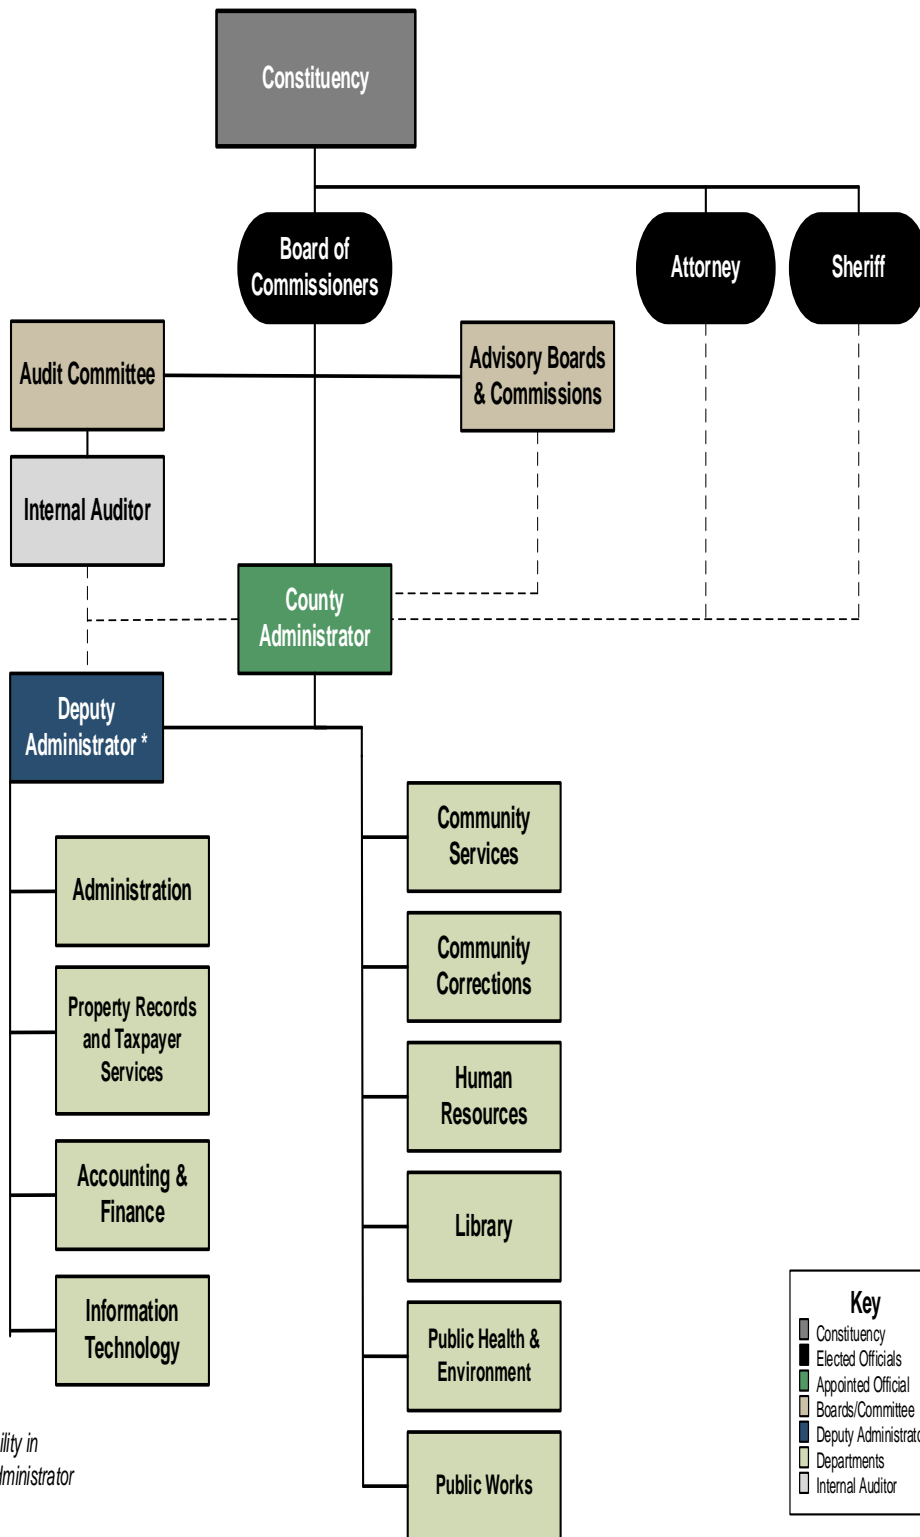 Constituency
Board of
Commissioners
Attorney
Sheriff
Audit Committee
Advisory Boards
& Commissions
Internal Auditor
County
Administrator
Deputy
Administrator *
Administration
Property Records
and Taxpayer
Services
Accounting &
Finance
Information
Technology
Community
Services
Community
Corrections
Human
Resources
Library
Public Health &
Environment
Public Works
Key
Constituency
Elected Officials
Appointed Official
Boards/Committee
Deputy
Departments
Internal Auditor
in